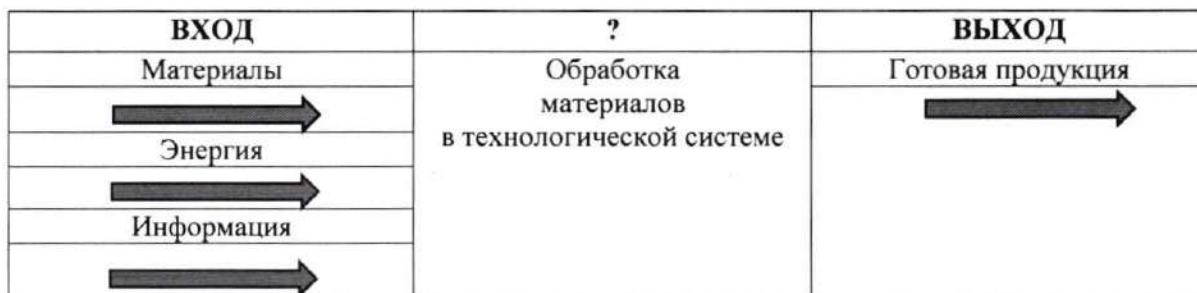 ВХОД
?
ВЫХОД
Материалы
Обработка
материалов
в технологической системе
Готовая продукция
Энергия
Информация